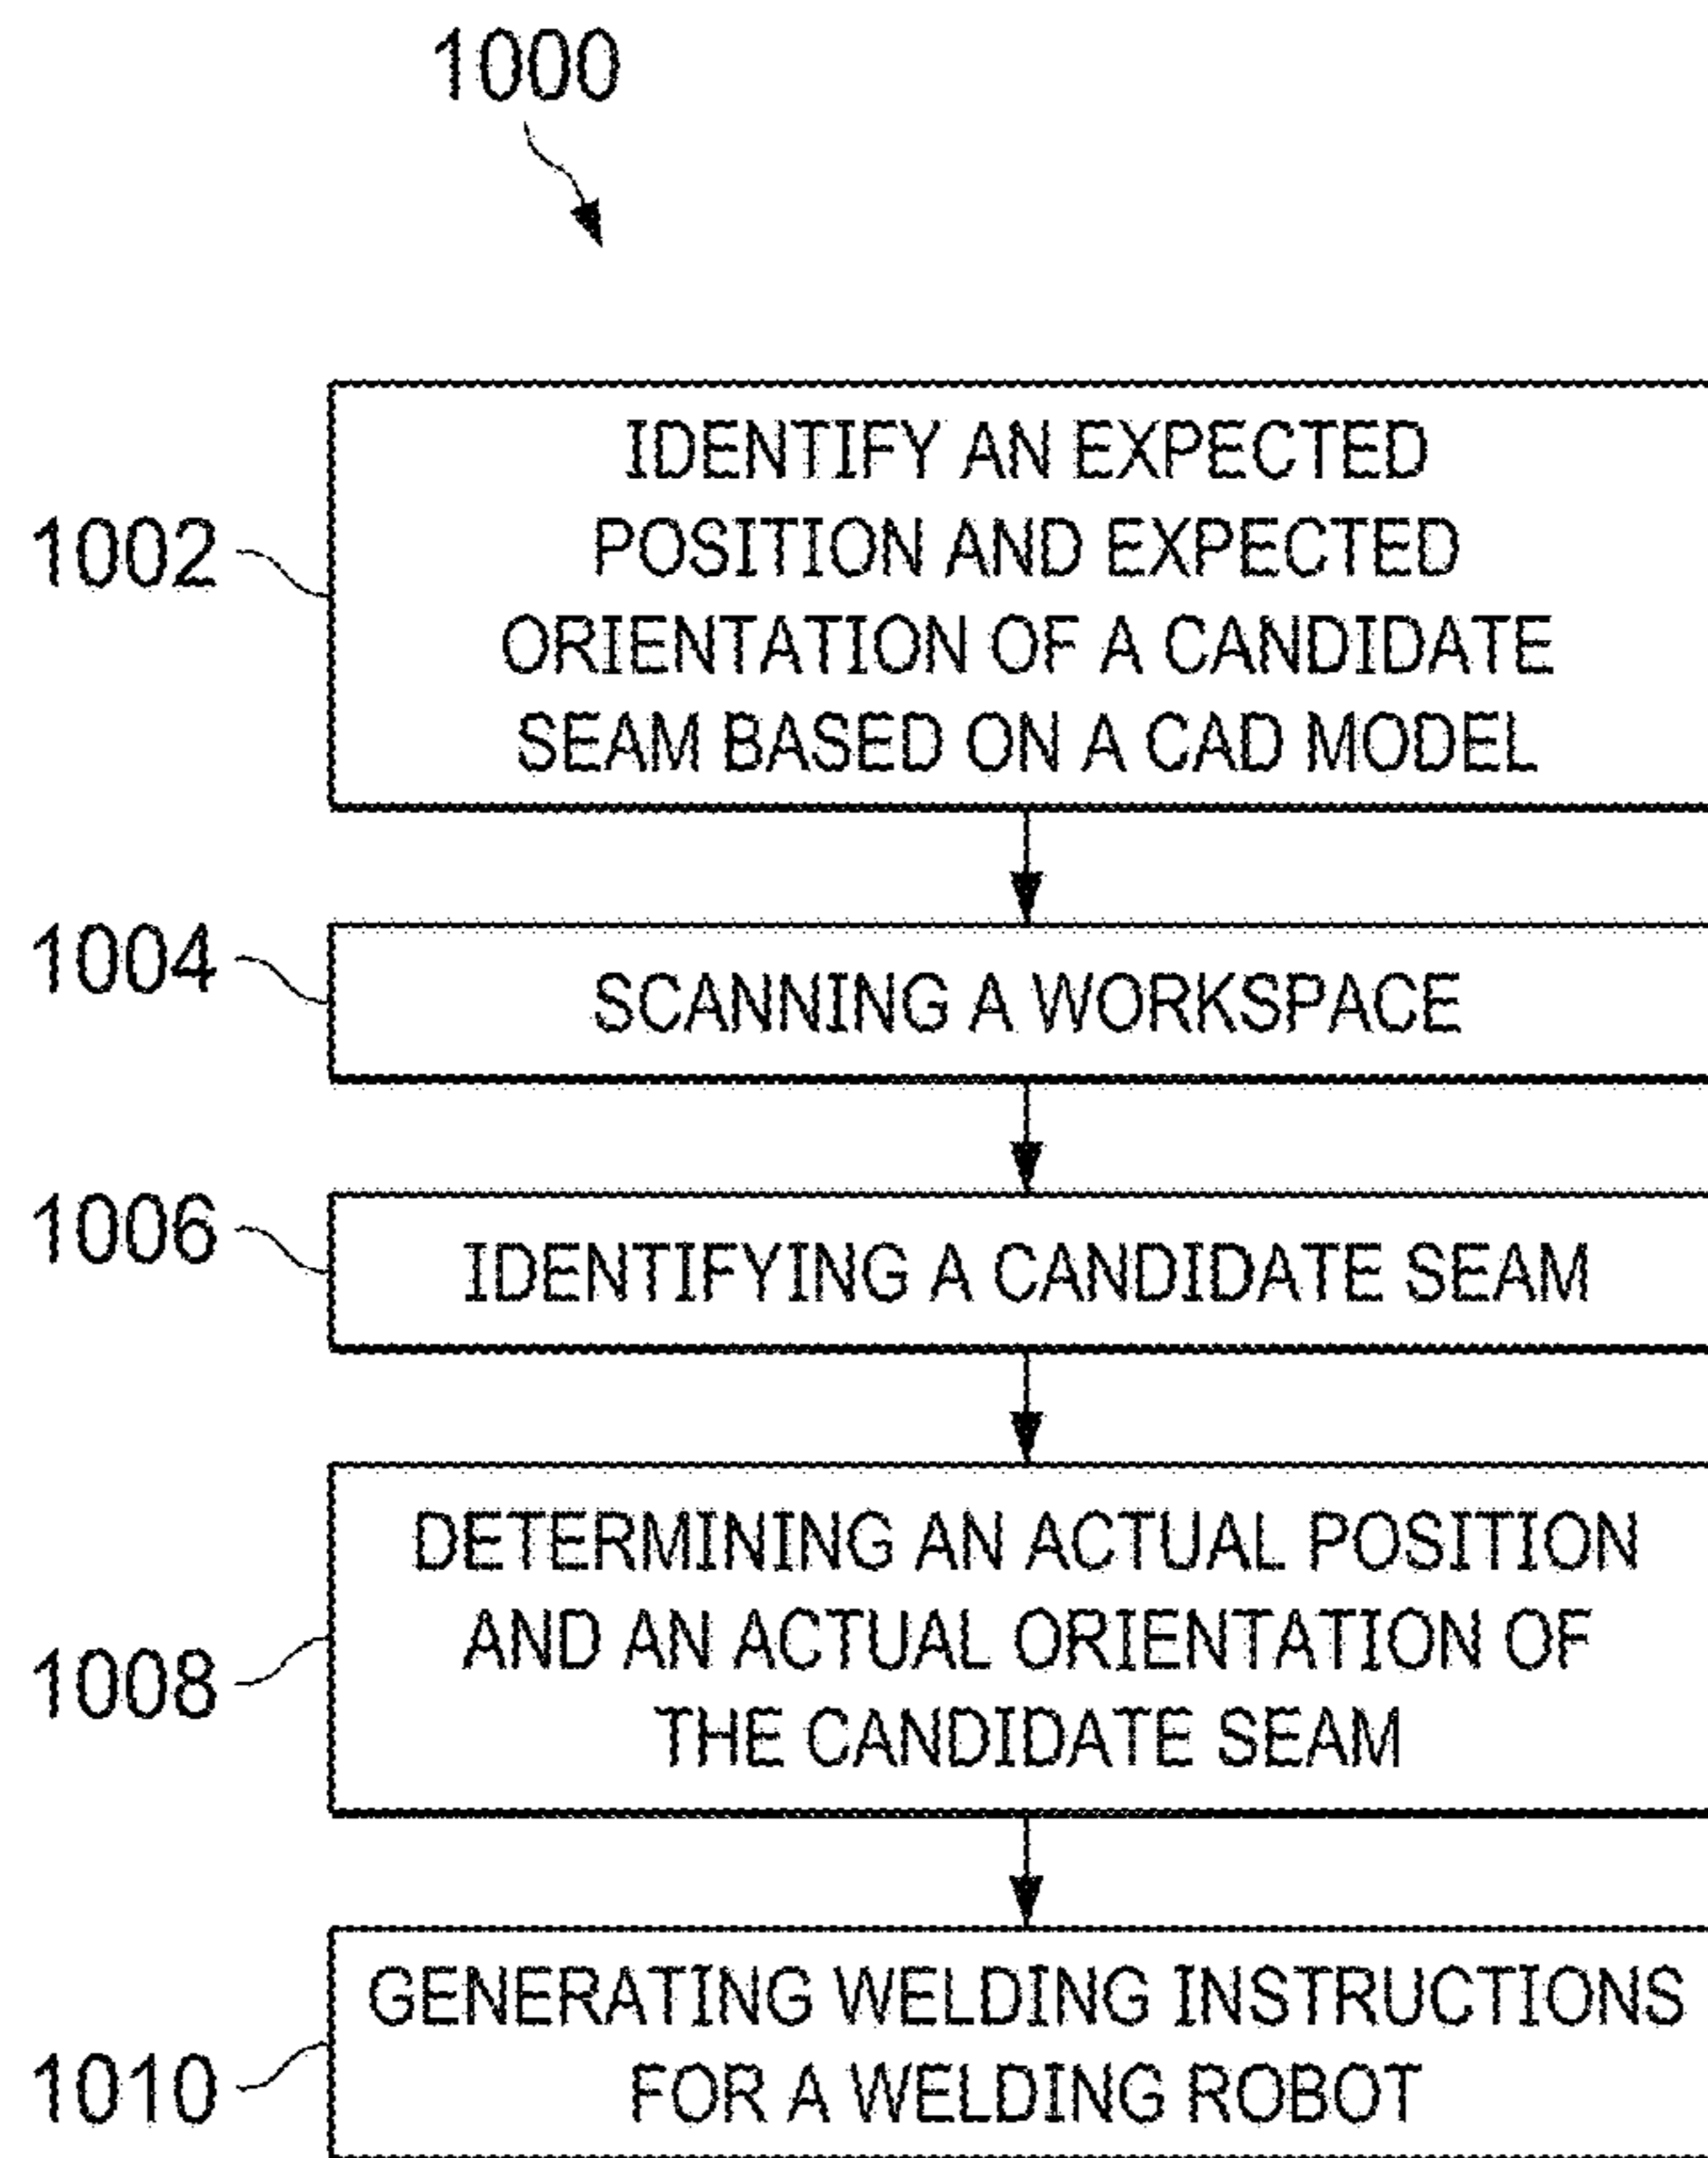 1000
1002
IDENTIFY AN EXPECTED
POSITION AND EXPECTED
ORIENTATION OF A CANDIDATE
SEAM BASED ON A CAD MODEL
1004
SCANNING A WORKSPACE
1006
IDENTIFYING A CANDIDATE SEAM
1008
DETERMINING AN ACTUAL POSITION
AND AN ACTUAL ORIENTATION OF
THE CANDIDATE SEAM
1010
GENERATING WELDING INSTRUCTIONS
FOR A WELDING ROBOT